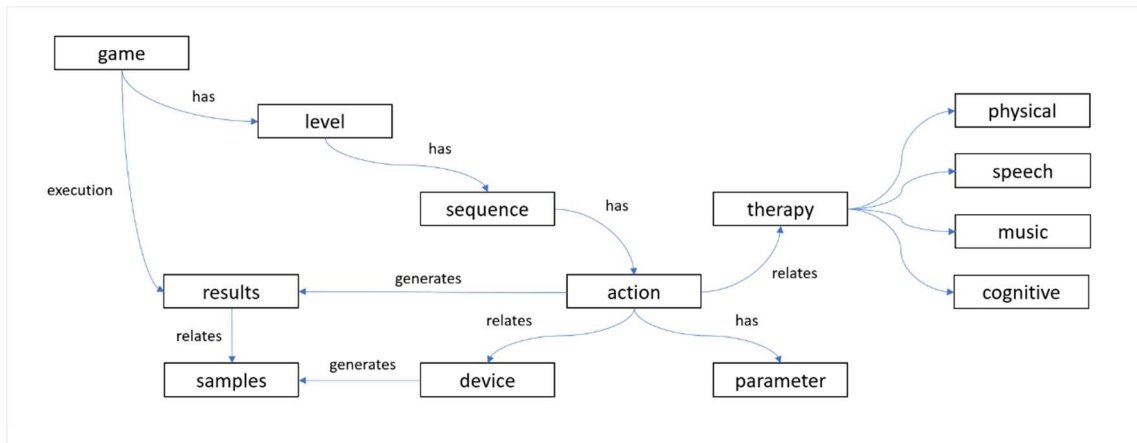 game
has
level
physical
has
speech
execution
sequence
has
therapy
music
relates
generates
results
action
cognitive
relates
relates
has
generates
samples
device
parameter